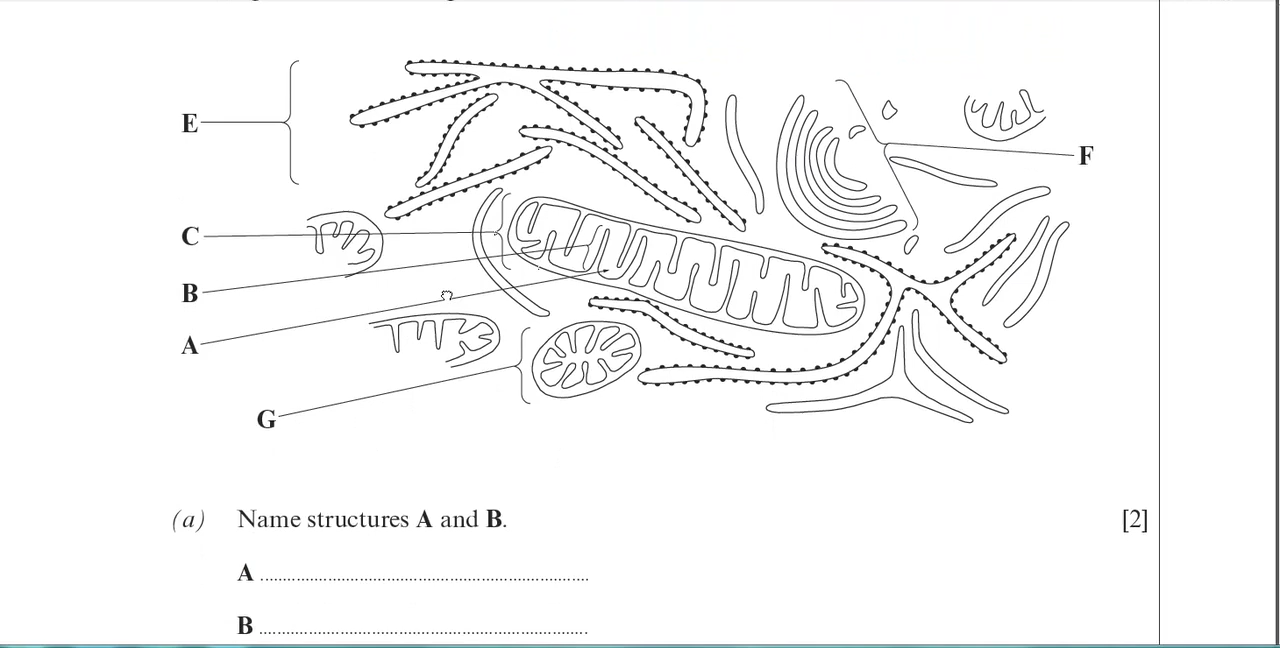 E
F
C
B
A
G
(a) Name structures A and B. [2]
A ..........................................................................................
B ..........................................................................................